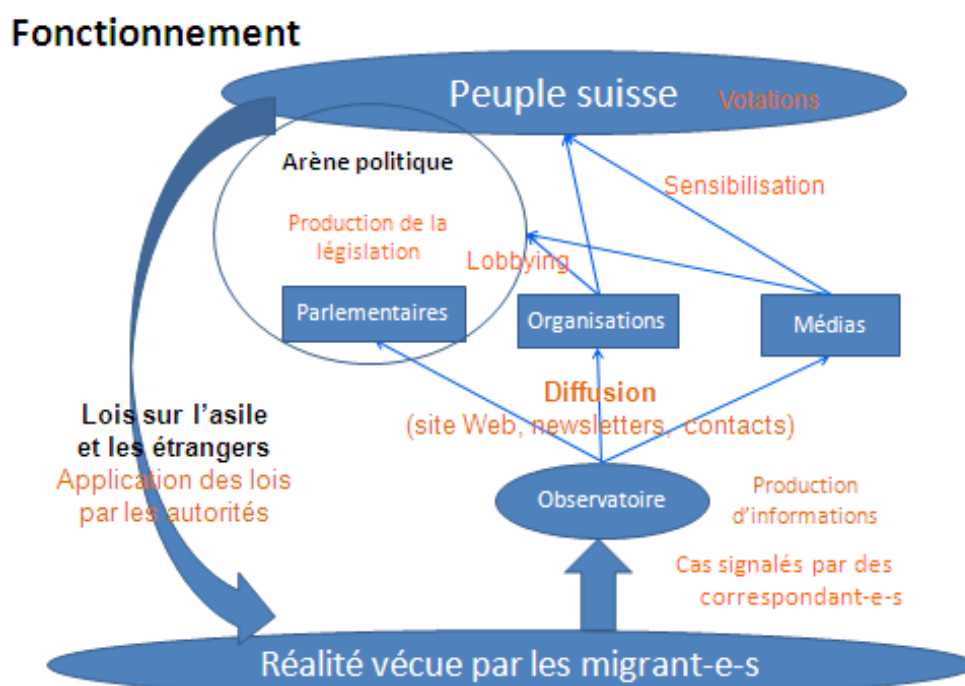 Fonctionnement
Peuple suisse
Votations
Arène politique
Sensibilisation
Production de la
législation
Lobbying
Parlementaires
Organisations
Médias
Diffusion
(site Web, newsletters, contacts)
Lois sur l’asile
et les étrangers
Application des lois
par les autorités
Observatoire
Production
d’informations
Cas signalés par des
correspondant-e-s
Réalité vécue par les migrant-e-s